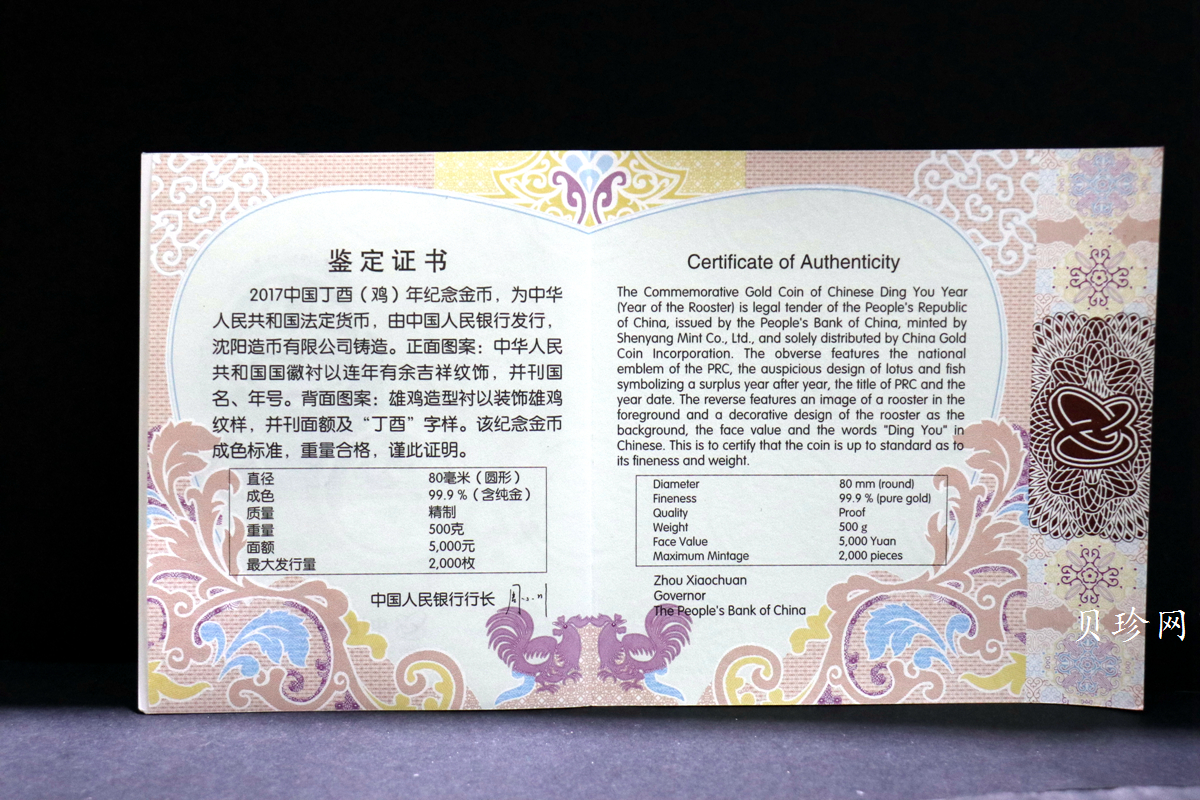 鉴定证书
2017中国丁酉（鸡）年纪念金币，为中华
人民共和国法定货币，由中国人民银行发行，
沈阳造币有限公司铸造。正面图案：中华人民
共和国国徽衬以连年有余吉祥纹饰，并刊国
名、年号。背面图案：雄鸡造型衬以装饰雄鸡
纹样，并刊面额及“丁酉”字样。该纪念金币
成色标准，重量合格，谨此证明。
直径 80毫米（圆形）
成色 99.9 %（含纯金）
质量 精制
重量 500克
面额 5,000元
最大发行量 2,000枚
中国人民银行行长
Certificate of Authenticity
The Commemorative Gold Coin of Chinese Ding You Year
(Year of the Rooster) is legal tender of the People's Republic
of China, issued by the People's Bank of China, minted by
Shenyang Mint Co., Ltd., and solely distributed by China Gold
Coin Incorporation. The obverse features the national
emblem of the PRC, the auspicious design of lotus and fish
symbolizing a surplus year after year, the title of PRC and the
year date. The reverse features an image of a rooster in the
foreground and a decorative design of the rooster as the
background, the face value and the words "Ding You" in
Chinese. This is to certify that the coin is up to standard as to
its fineness and weight.
Diameter 80 mm (round)
Fineness 99.9 % (pure gold)
Quality Proof
Weight 500 g
Face Value 5,000 Yuan
Maximum Mintage 2,000 pieces
Zhou Xiaochuan
Governor
The People's Bank of China
贝珍网